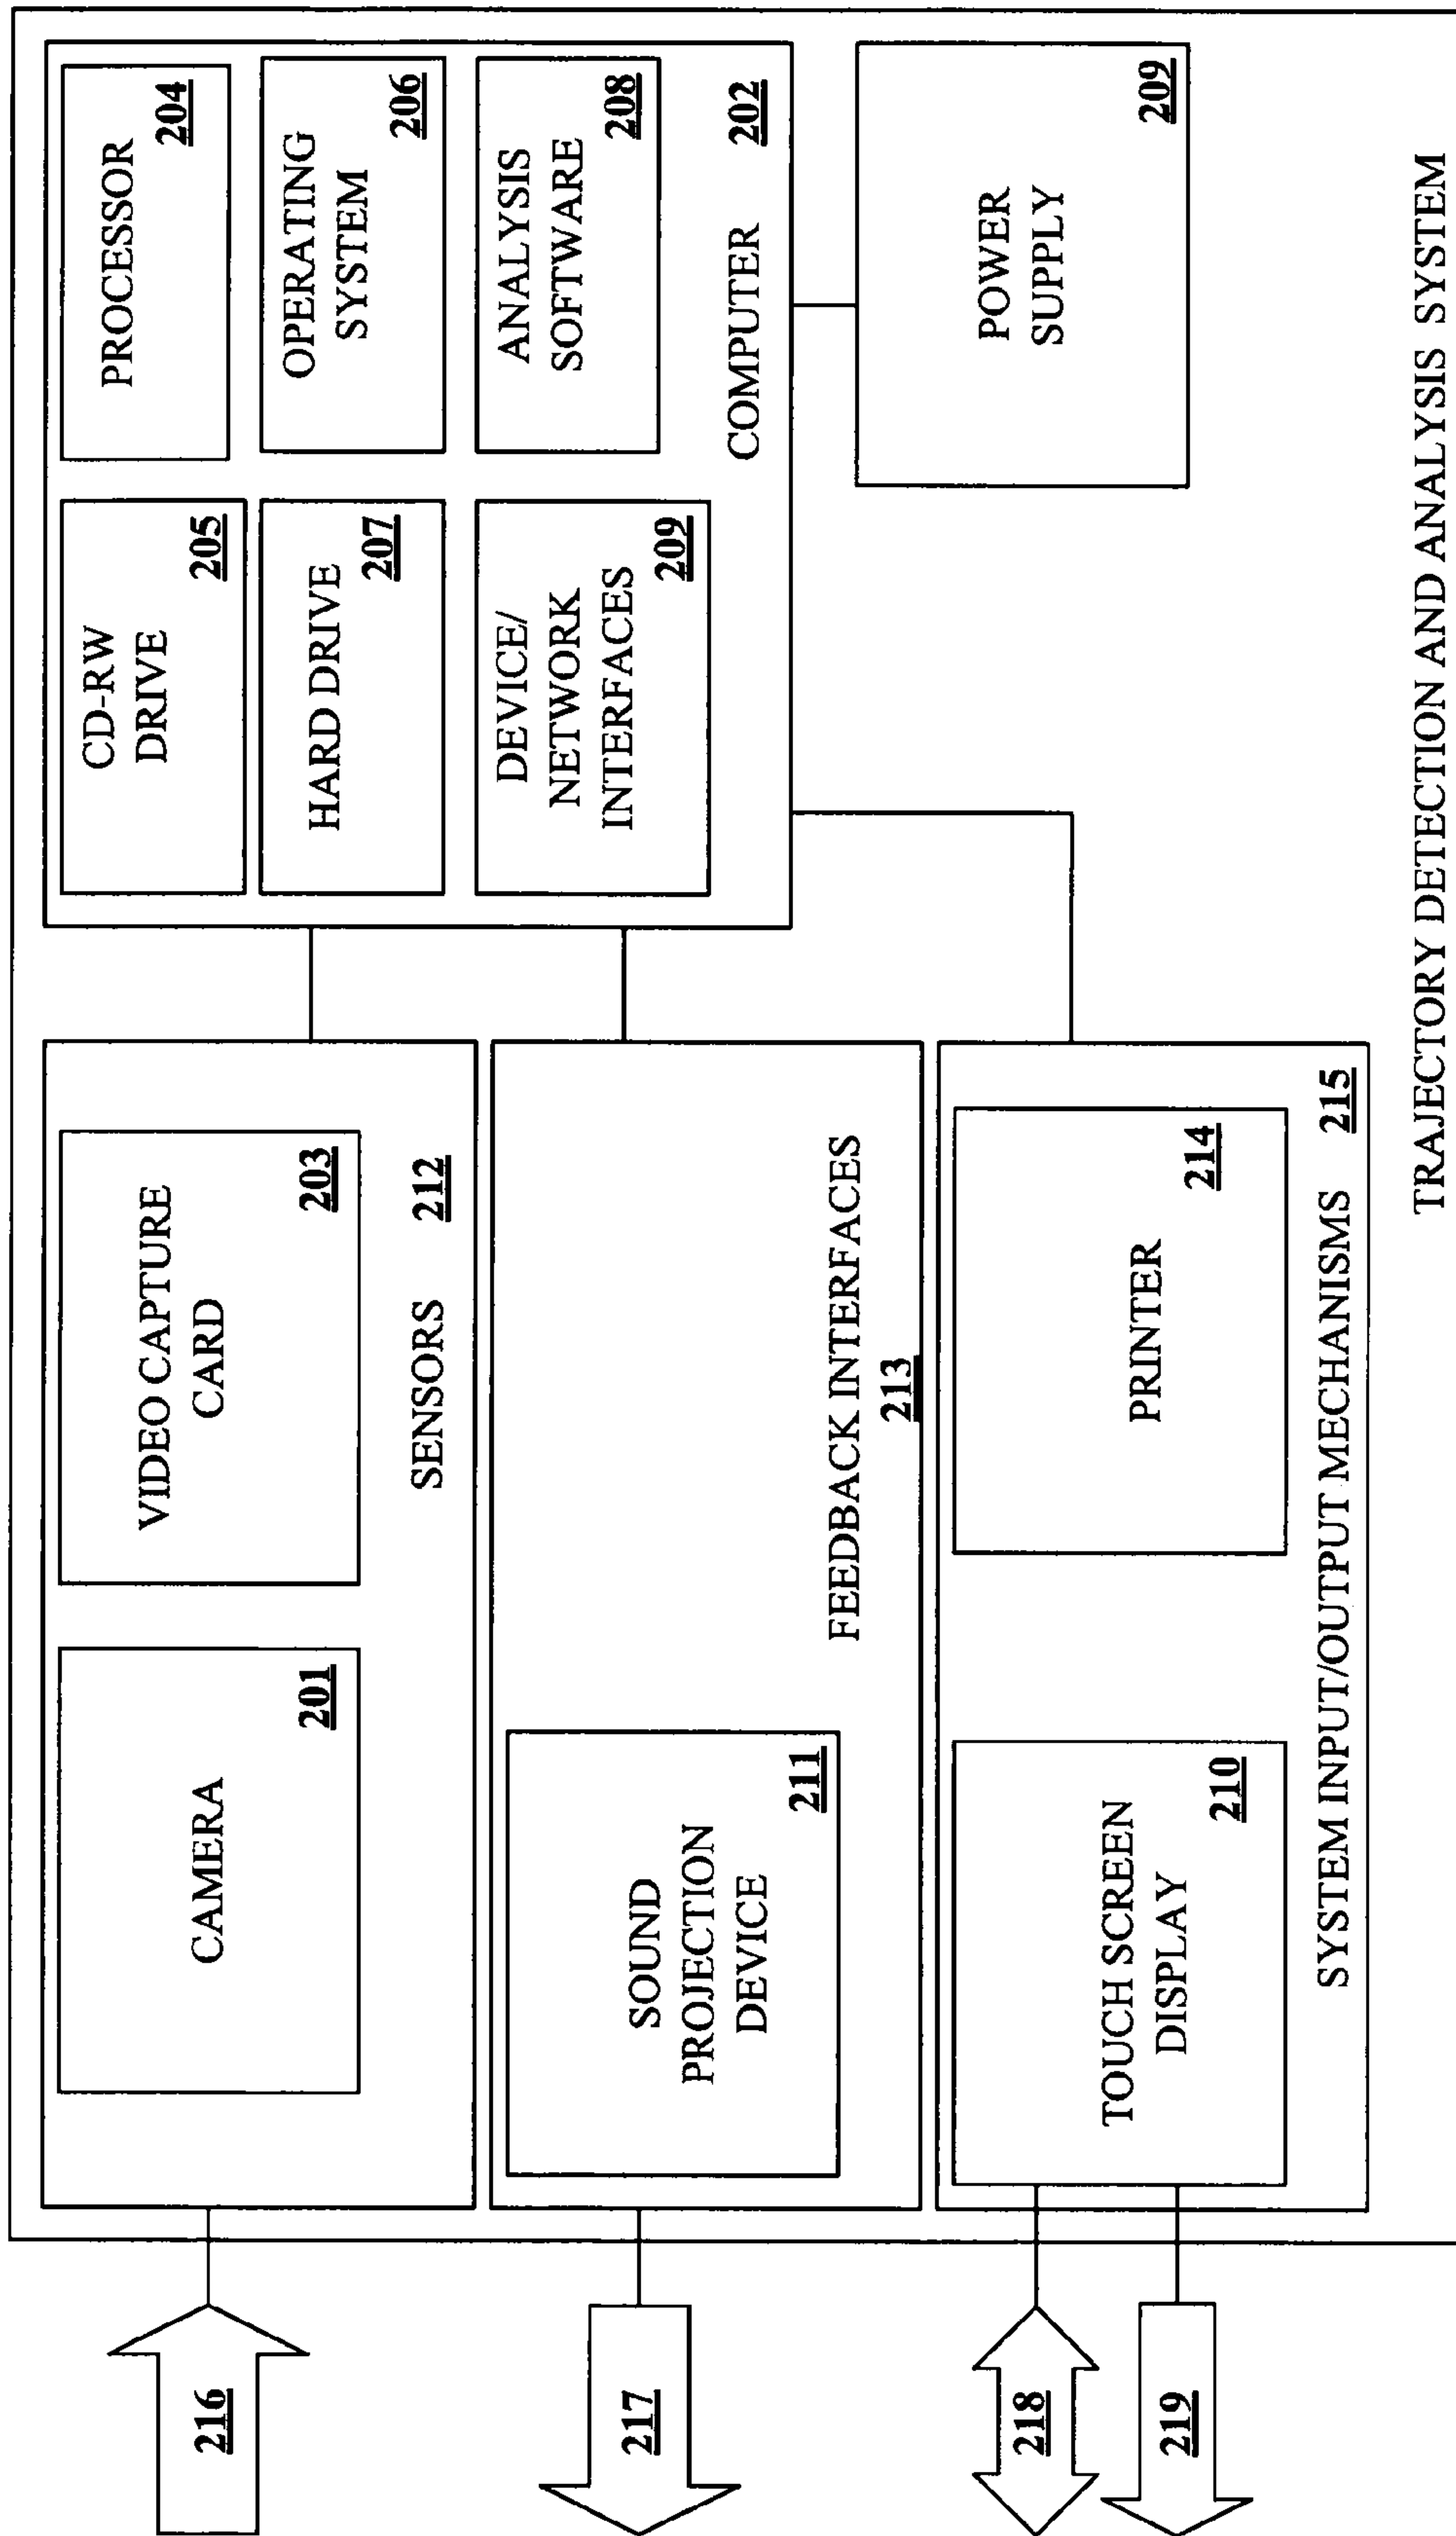 CAMERA
201
VIDEO CAPTURE
CARD
203
SENSORS 212
SOUND
PROJECTION
DEVICE
211
FEEDBACK INTERFACES
213
TOUCH SCREEN
DISPLAY
210
PRINTER
214
SYSTEM INPUT/OUTPUT MECHANISMS 215
CD-RW
DRIVE
205
PROCESSOR
204
HARD DRIVE
207
OPERATING
SYSTEM
206
DEVICE/
NETWORK
INTERFACES
209
ANALYSIS
SOFTWARE
208
COMPUTER 202
POWER
SUPPLY
209
216
217
218
219
TRAJECTORY DETECTION AND ANALYSIS SYSTEM